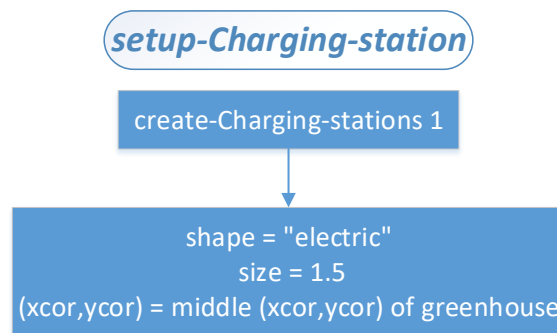 setup-Charging-station
create-Charging-stations 1
shape = "electric"
size = 1.5
(xcor,ycor) = middle (xcor,ycor) of greenhouse